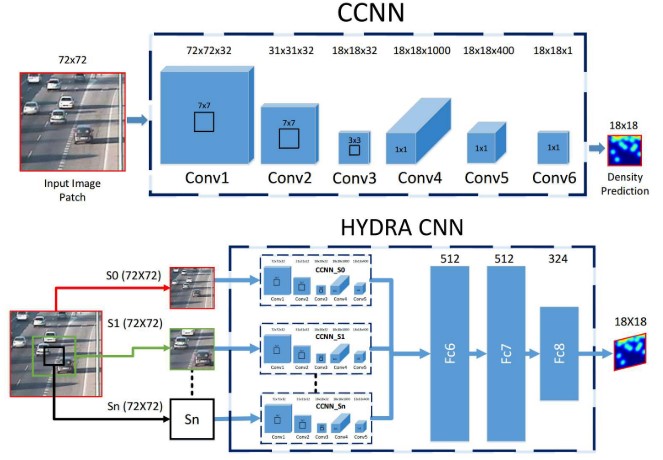 CCNN
72x72
72x72x32 31x31x32 18x18x32 18x18x1000 18x18x400 18x18x1
7x7 7x7 3x3 1x1 1x1 1x1
Conv1 Conv2 Conv3 Conv4 Conv5 Conv6
Input Image
Patch
18x18
Density
Prediction
HYDRA CNN
S0 (72X72)
S1 (72X72)
Sn (72X72)
Sn
CCNN_S0
Conv1 Conv2 Conv3 Conv4 Conv5
CCNN_S1
Conv1 Conv2 Conv3 Conv4 Conv5
CCNN_Sn
Conv1 Conv2 Conv3 Conv4 Conv5
512 512 324
Fc6 Fc7 Fc8
18X18